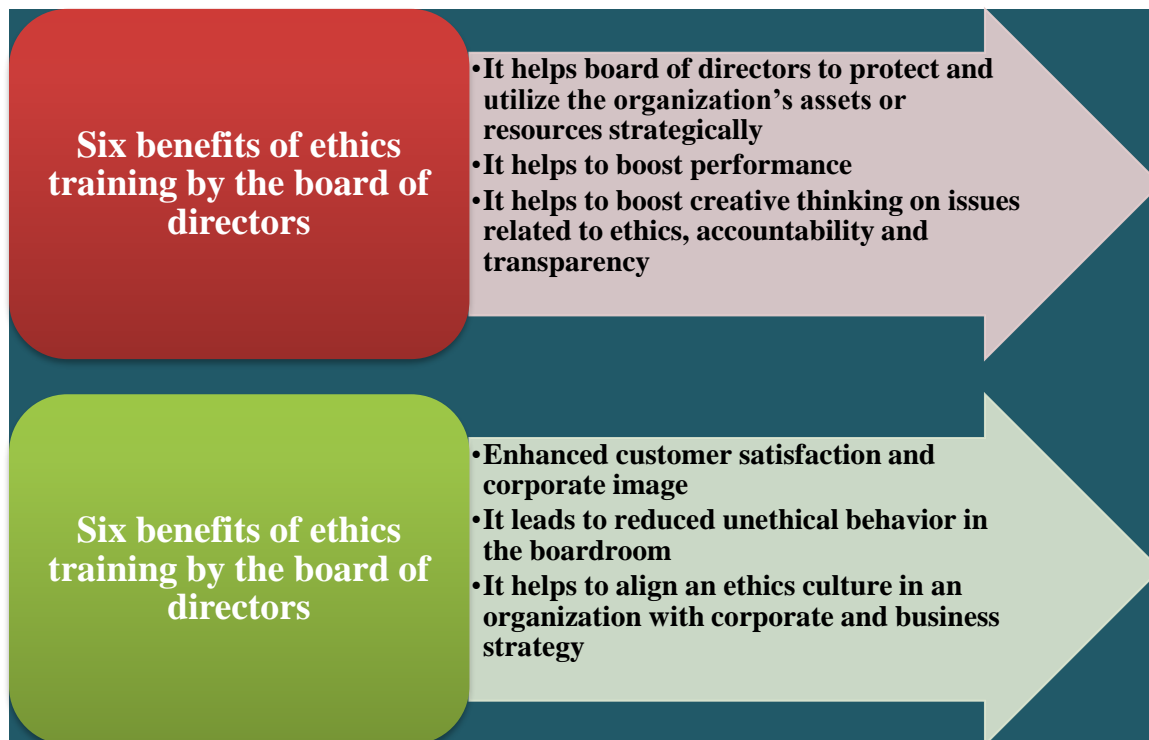 Six benefits of ethics
training by the board of
directors
•It helps board of directors to protect and
utilize the organization’s assets or
resources strategically
•It helps to boost performance
•It helps to boost creative thinking on issues
related to ethics, accountability and
transparency
Six benefits of ethics
training by the board of
directors
•Enhanced customer satisfaction and
corporate image
•It leads to reduced unethical behavior in
the boardroom
•It helps to align an ethics culture in an
organization with corporate and business
strategy